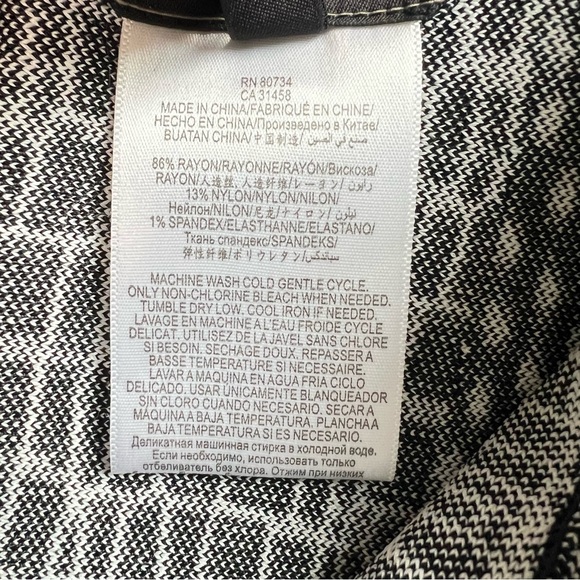 RN 80734
CA 31458
MADE IN CHINA/FABRIQUÉ EN CHINE/
HECHO EN CHINA/Произведено в Китае/
BUATAN CHINA/中国制造/صنع في الصين
86% RAYON/RAYONNE/RAYÓN/Вискоза/
RAYON/人造丝, 人造纤维/レーヨン/رايون
13% NYLON/NYLON/NILON/
Нейлон/NILON/尼龙/ナイロン/نيلون
1% SPANDEX/ELASTHANNE/ELASTANO/
Ткань спандекс/SPANDEKS/
弹性纤维/ポリウレタン/سباندكس
MACHINE WASH COLD GENTLE CYCLE.
ONLY NON-CHLORINE BLEACH WHEN NEEDED.
TUMBLE DRY LOW. COOL IRON IF NEEDED.
LAVAGE EN MACHINE A L'EAU FROIDE CYCLE
DELICAT. UTILISEZ DE LA JAVEL SANS CHLORE
SI BESOIN. SECHAGE DOUX. REPASSER A
BASSE TEMPERATURE SI NECESSAIRE.
LAVAR A MAQUINA EN AGUA FRIA CICLO
DELICADO. USAR ÚNICAMENTE BLANQUEADOR
SIN CLORO CUANDO NECESARIO. SECAR A
MÁQUINA A BAJA TEMPERATURA. PLANCHA A
BAJA TEMPERATURA SI ES NECESARIO.
Деликатная машинная стирка в холодной воде.
Если необходимо, использовать только
отбеливатель без хлора. Отжим при низких